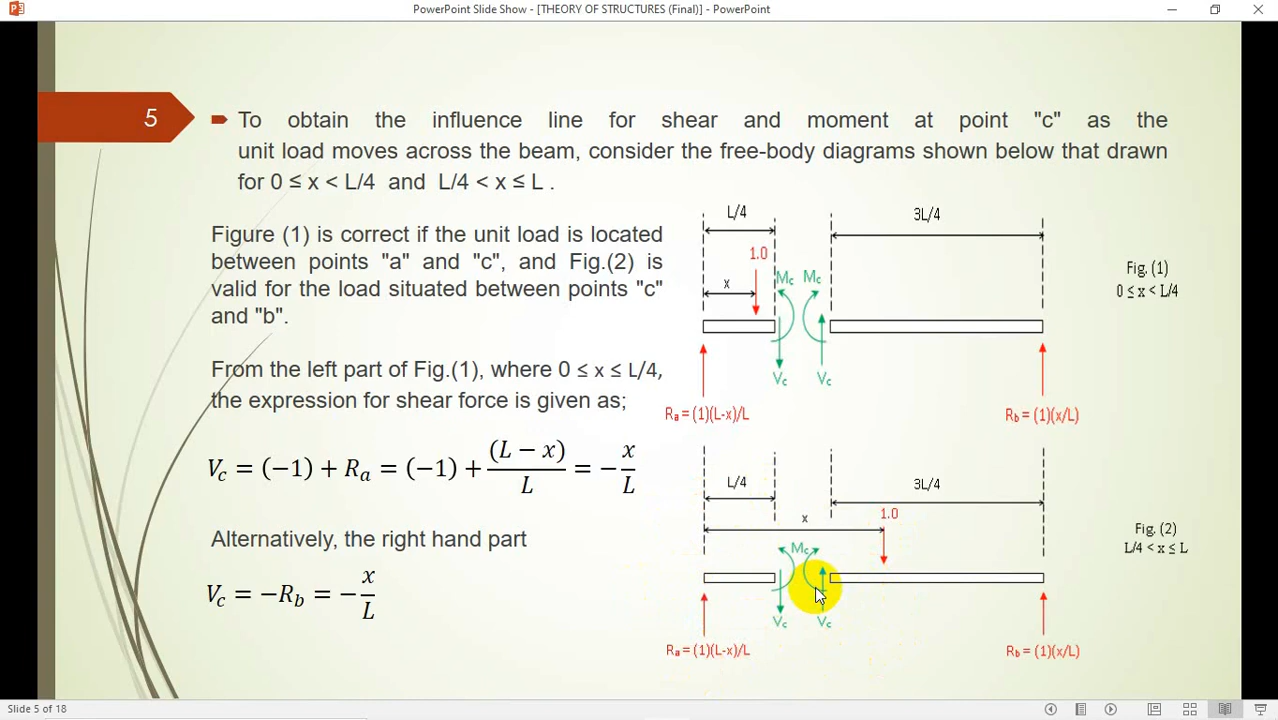 PowerPoint Slide Show - [THEORY OF STRUCTURES (Final)] - PowerPoint
5
To obtain the influence line for shear and moment at point "c" as the
unit load moves across the beam, consider the free-body diagrams shown below that drawn
for 0 ≤ x < L/4 and L/4 < x ≤ L .
Figure (1) is correct if the unit load is located
between points "a" and "c", and Fig.(2) is
valid for the load situated between points "c"
and "b".
From the left part of Fig.(1), where 0 ≤ x ≤ L/4,
the expression for shear force is given as;
V_c = (−1) + R_a = (−1) + (L − x)/L = − x/L
Alternatively, the right hand part
V_c = −R_b = − x/L
L/4
3L/4
1.0
x
Mc
Mc
Vc
Vc
Ra = (1)(L-x)/L
Rb = (1)(x/L)
Fig. (1)
0 ≤ x < L/4
L/4
3L/4
x
1.0
Mc
Vc
Vc
Ra = (1)(L-x)/L
Rb = (1)(x/L)
Fig. (2)
L/4 < x ≤ L
Slide 5 of 18